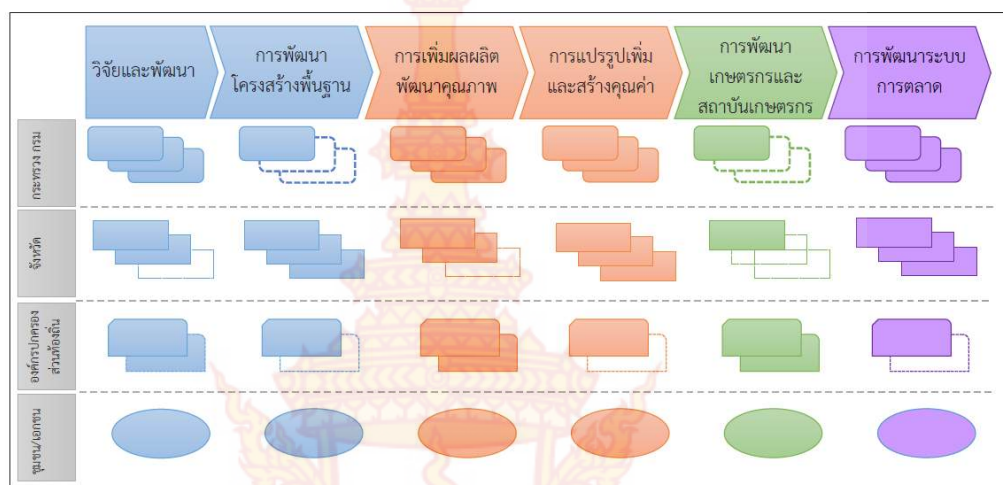 วิจัยและพัฒนา
การพัฒนา
โครงสร้างพื้นฐาน
การเพิ่มผลผลิต
พัฒนาคุณภาพ
การแปรรูปเพิ่ม
และสร้างคุณค่า
การพัฒนา
เกษตรกรและ
สถาบันเกษตรกร
การพัฒนาระบบ
การตลาด
กระทรวง กรม
จังหวัด
องค์กรปกครอง
ส่วนท้องถิ่น
ชุมชน/เอกชน